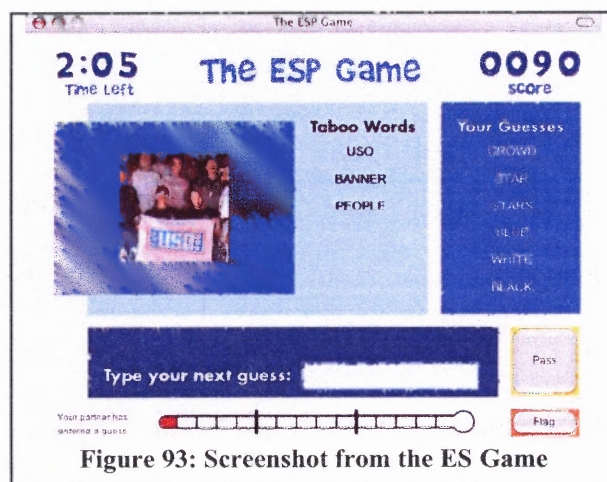 The ESP Game
2:05
Time Left
The ESP Game
0090
score
Taboo Words
USO
BANNER
PEOPLE
Your Guesses
CROWD
STAR
STARS
BLUE
WHITE
BLACK
USO
Type your next guess:
Pass
Your partner has
entered a guess.
Flag
Figure 93: Screenshot from the ES Game